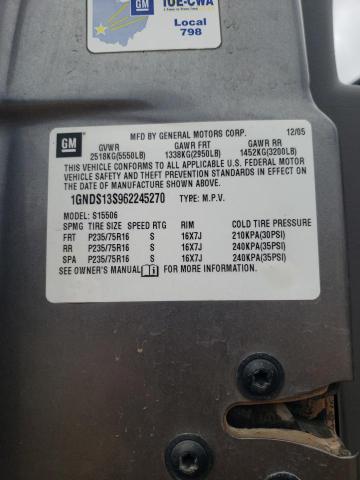 GM
IUE-CWA
Local
798
GM
MFD BY GENERAL MOTORS CORP. 12/05
GVWR GAWR FRT GAWR RR
2518KG(5550LB) 1338KG(2950LB) 1452KG(3200LB)
THIS VEHICLE CONFORMS TO ALL APPLICABLE U.S. FEDERAL MOTOR
VEHICLE SAFETY AND THEFT PREVENTION STANDARDS IN EFFECT ON
THE DATE OF MANUFACTURE SHOWN ABOVE.
1GNDS13S962245270 TYPE: M.P.V.
MODEL: S15506
SPMG TIRE SIZE SPEED RTG RIM COLD TIRE PRESSURE
FRT P235/75R16 S 16X7J 210KPA(30PSI)
RR P235/75R16 S 16X7J 240KPA(35PSI)
SPA P235/75R16 S 16X7J 240KPA(35PSI)
SEE OWNER'S MANUAL FOR MORE INFORMATION.